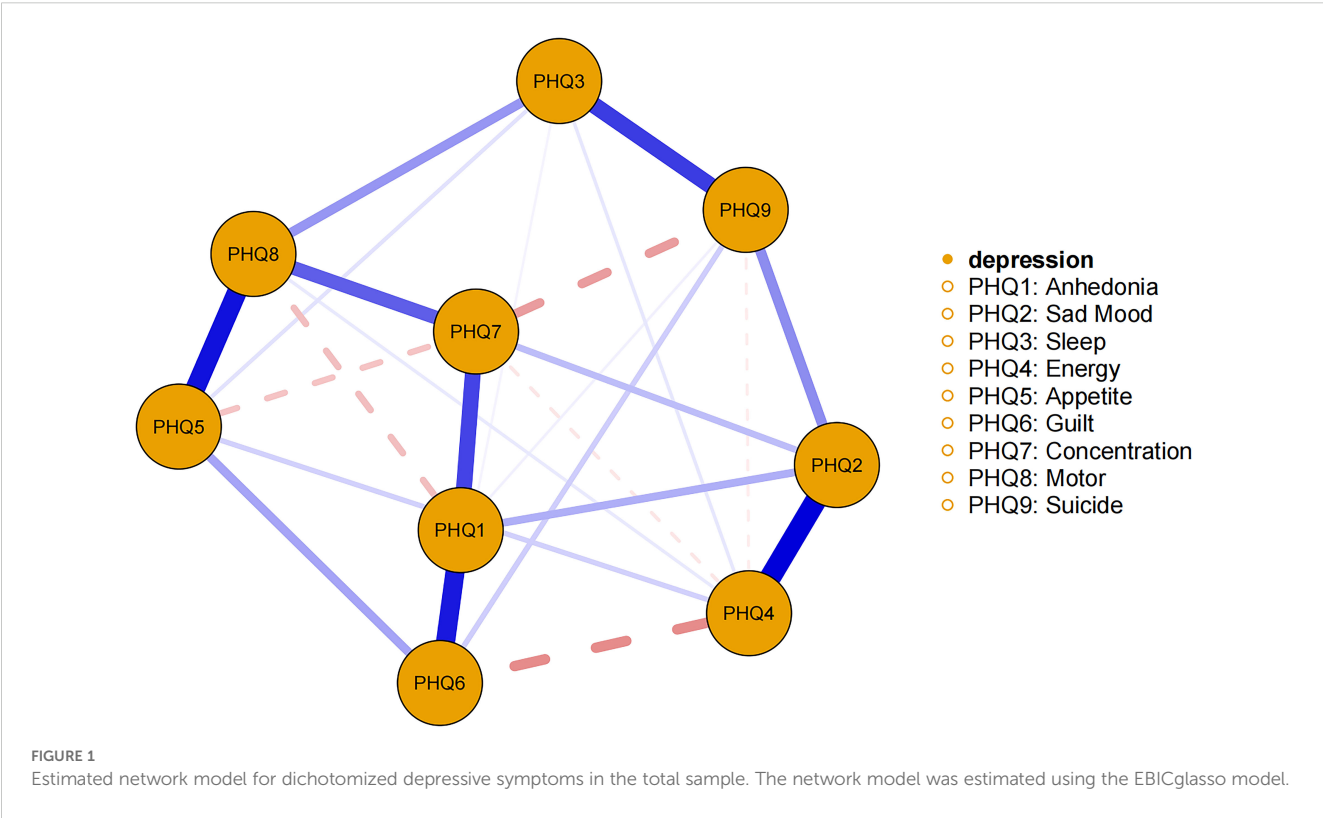 PHQ3
PHQ9
PHQ8
PHQ7
PHQ5
PHQ2
PHQ1
PHQ4
PHQ6
depression
PHQ1: Anhedonia
PHQ2: Sad Mood
PHQ3: Sleep
PHQ4: Energy
PHQ5: Appetite
PHQ6: Guilt
PHQ7: Concentration
PHQ8: Motor
PHQ9: Suicide
FIGURE 1
Estimated network model for dichotomized depressive symptoms in the total sample. The network model was estimated using the EBICglasso model.